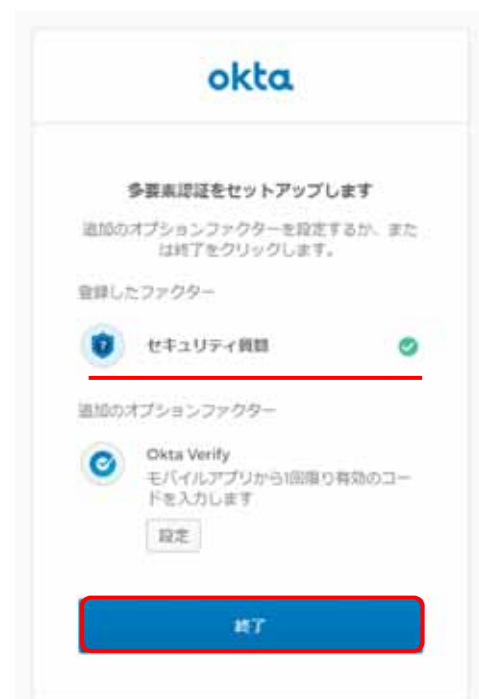 okta
多要素認証をセットアップします
追加のオプションファクターを設定するか、また
は終了をクリックします。
登録したファクター
セキュリティ質問
追加のオプションファクター
Okta Verify
モバイルアプリから1回限り有効のコー
ドを入力します
設定
終了